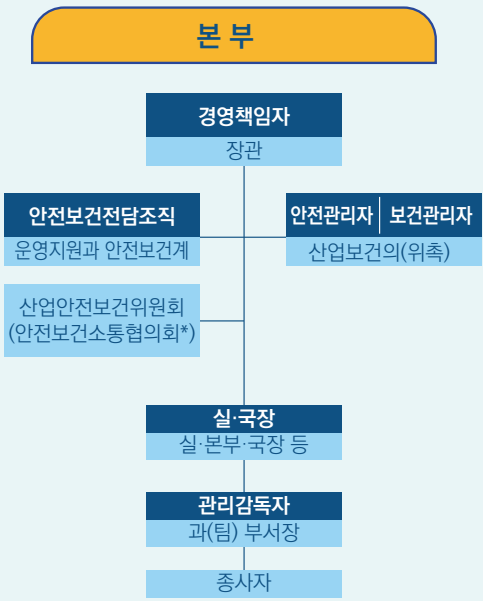 본 부
경영책임자
장관
안전보건전담조직
운영지원과 안전보건계
안전관리자 보건관리자
산업보건의(위촉)
산업안전보건위원회
(안전보건소통협의회*)
실·국장
실·본부·국장 등
관리감독자
과(팀) 부서장
종사자